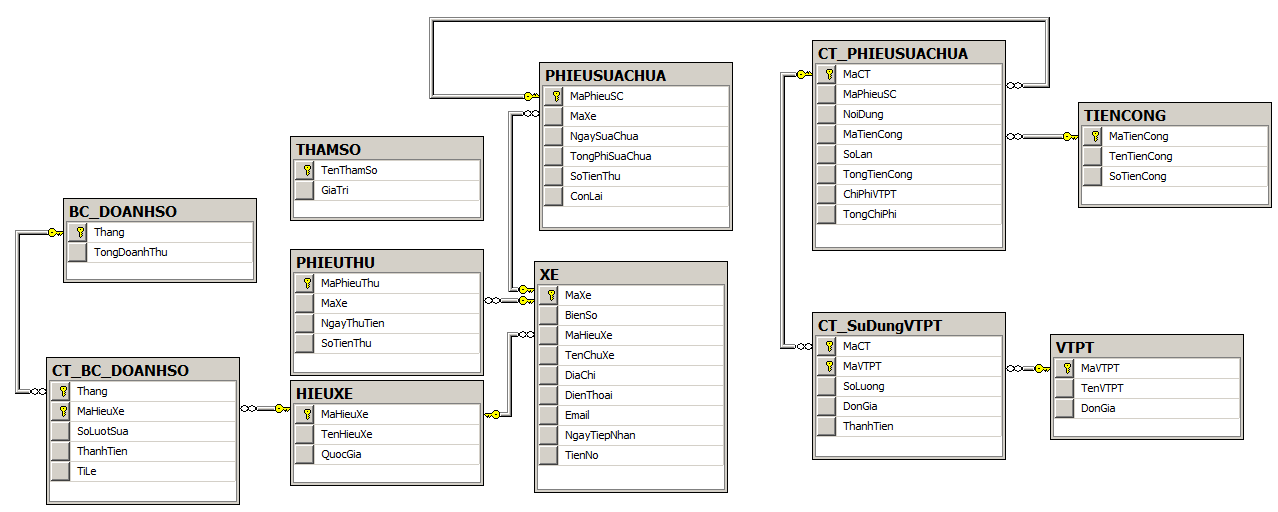 BC_DOANHSO
Thang
TongDoanhThu
CT_BC_DOANHSO
Thang
MaHieuXe
SoLuotSua
ThanhTien
TiLe
THAMSO
TenThamSo
GiaTri
PHIEUTHU
MaPhieuThu
MaXe
NgayThuTien
SoTienThu
HIEUXE
MaHieuXe
TenHieuXe
QuocGia
PHIEUSUACHUA
MaPhieuSC
MaXe
NgaySuaChua
TongPhiSuaChua
SoTienThu
ConLai
XE
MaXe
BienSo
MaHieuXe
TenChuXe
DiaChi
DienThoai
Email
NgayTiepNhan
TienNo
CT_PHIEUSUACHUA
MaCT
MaPhieuSC
NoiDung
MaTienCong
SoLan
TongTienCong
ChiPhiVTPT
TongChiPhi
CT_SuDungVTPT
MaCT
MaVTPT
SoLuong
DonGia
ThanhTien
TIENCONG
MaTienCong
TenTienCong
SoTienCong
VTPT
MaVTPT
TenVTPT
DonGia